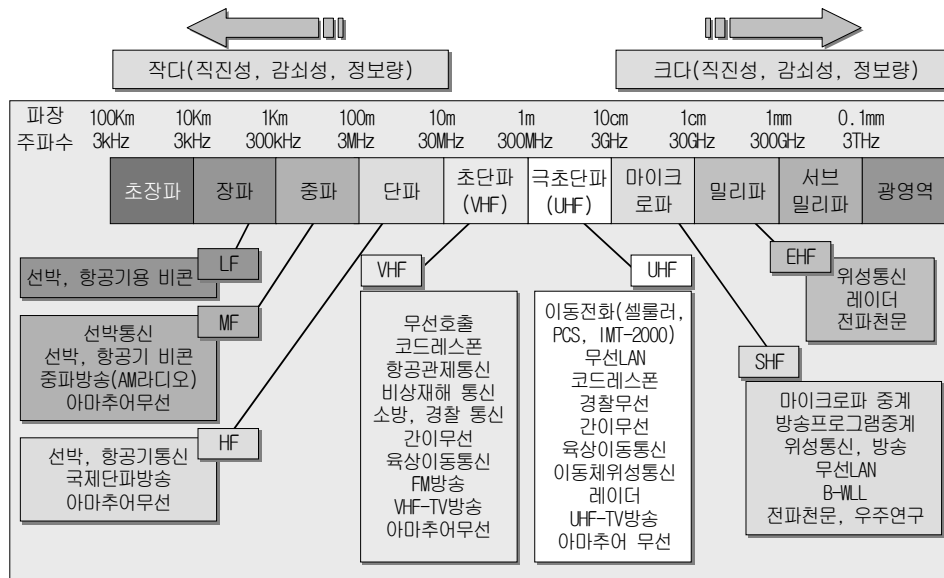 작다(직진성, 감쇠성, 정보량)
크다(직진성, 감쇠성, 정보량)
파장 100Km 10Km 1Km 100m 10m 1m 10cm 1cm 1mm 0.1mm
주파수 3kHz 3kHz 300kHz 3MHz 30MHz 300MHz 3GHz 30GHz 300GHz 3THz
초장파
장파
중파
단파
초단파
(VHF)
극초단파
(UHF)
마이크
로파
밀리파
서브
밀리파
광영역
LF
선박, 항공기용 비콘
MF
선박통신
선박, 항공기 비콘
중파방송(AM라디오)
아마추어무선
HF
선박, 항공기통신
국제단파방송
아마추어무선
VHF
무선호출
코드레스폰
항공관제통신
비상재해 통신
소방, 경찰 통신
간이무선
육상이동통신
FM방송
VHF-TV방송
아마추어무선
UHF
이동전화(셀룰러,
PCS, IMT-2000)
무선LAN
코드레스폰
경찰무선
간이무선
육상이동통신
이동체위성통신
레이더
UHF-TV방송
아마추어 무선
EHF
위성통신
레이더
전파천문
SHF
마이크로파 중계
방송프로그램중계
위성통신, 방송
무선LAN
B-WLL
전파천문, 우주연구